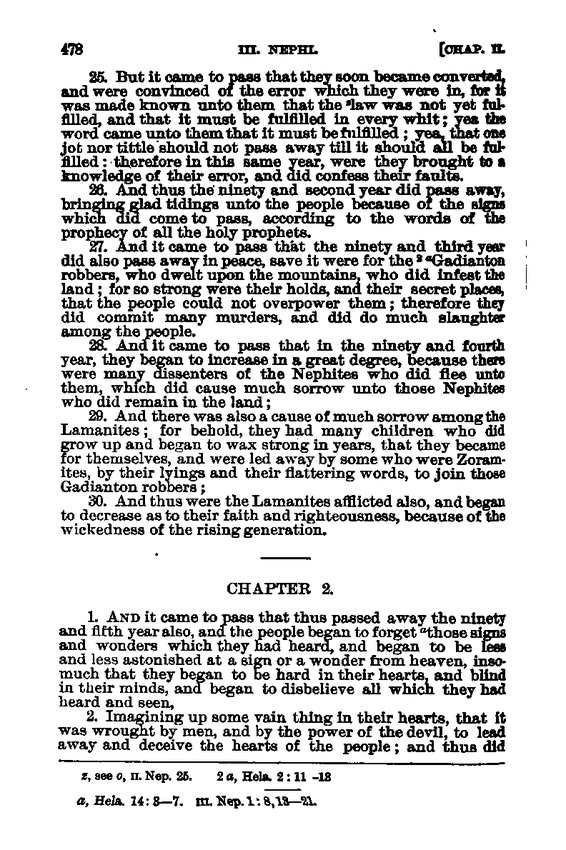 478 III. NEPHI. [CHAP. II.
25. But it came to pass that they soon became converted,
and were convinced of the error which they were in, for it
was made known unto them that the ᶻlaw was not yet ful-
filled, and that it must be fulfilled in every whit; yea the
word came unto them that it must be fulfilled; yea, that one
jot nor tittle should not pass away till it should all be ful-
filled: therefore in this same year, were they brought to a
knowledge of their error, and did confess their faults.
26. And thus the ninety and second year did pass away,
bringing glad tidings unto the people because of the signs
which did come to pass, according to the words of the
prophecy of all the holy prophets.
27. And it came to pass that the ninety and third year
did also pass away in peace, save it were for the ²ᵃGadianton
robbers, who dwelt upon the mountains, who did infest the
land; for so strong were their holds, and their secret places,
that the people could not overpower them; therefore they
did commit many murders, and did do much slaughter
among the people.
28. And it came to pass that in the ninety and fourth
year, they began to increase in a great degree, because there
were many dissenters of the Nephites who did flee unto
them, which did cause much sorrow unto those Nephites
who did remain in the land;
29. And there was also a cause of much sorrow among the
Lamanites; for behold, they had many children who did
grow up and began to wax strong in years, that they became
for themselves, and were led away by some who were Zoram-
ites, by their lyings and their flattering words, to join those
Gadianton robbers;
30. And thus were the Lamanites afflicted also, and began
to decrease as to their faith and righteousness, because of the
wickedness of the rising generation.
CHAPTER 2.
1. AND it came to pass that thus passed away the ninety
and fifth year also, and the people began to forget ᵃthose signs
and wonders which they had heard, and began to be less
and less astonished at a sign or a wonder from heaven, inso-
much that they began to be hard in their hearts, and blind
in their minds, and began to disbelieve all which they had
heard and seen,
2. Imagining up some vain thing in their hearts, that it
was wrought by men, and by the power of the devil, to lead
away and deceive the hearts of the people; and thus did
z, see o, II. Nep. 25. 2 a, Hela. 2:11-13
a, Hela. 14:3—7. III. Nep. 1:8,13—21.